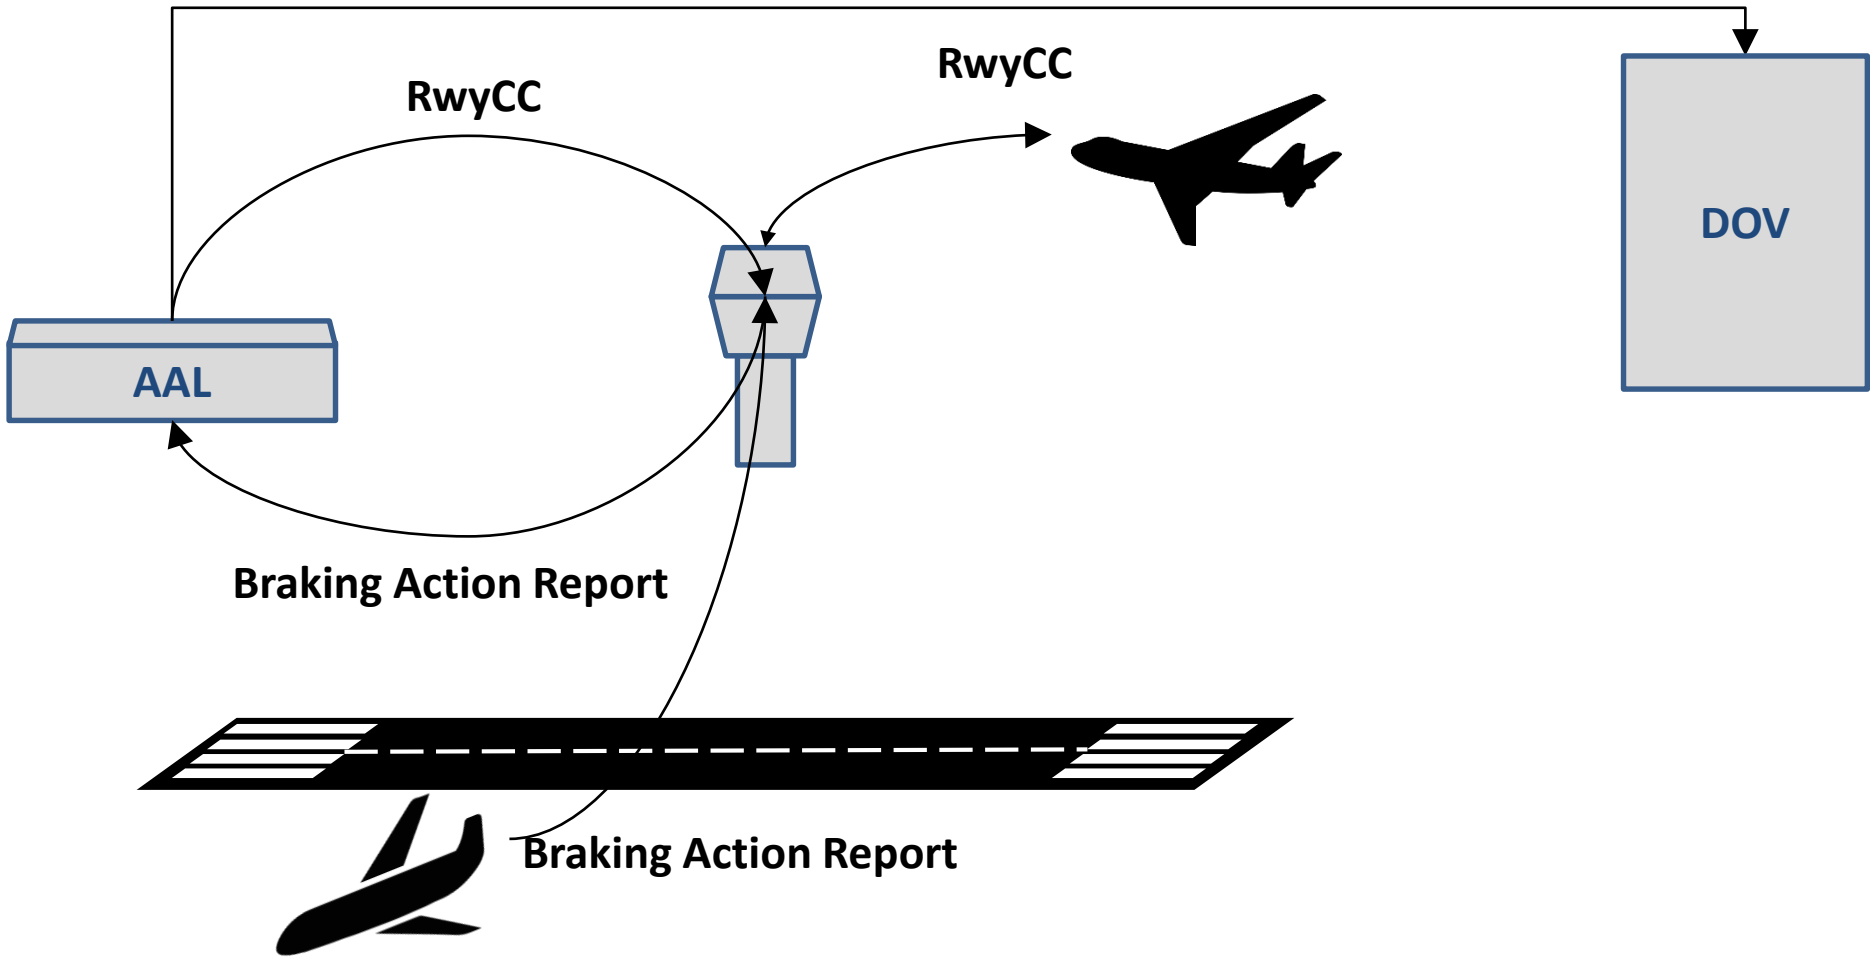 RwyCC
RwyCC
DOV
AAL
Braking Action Report
Braking Action Report